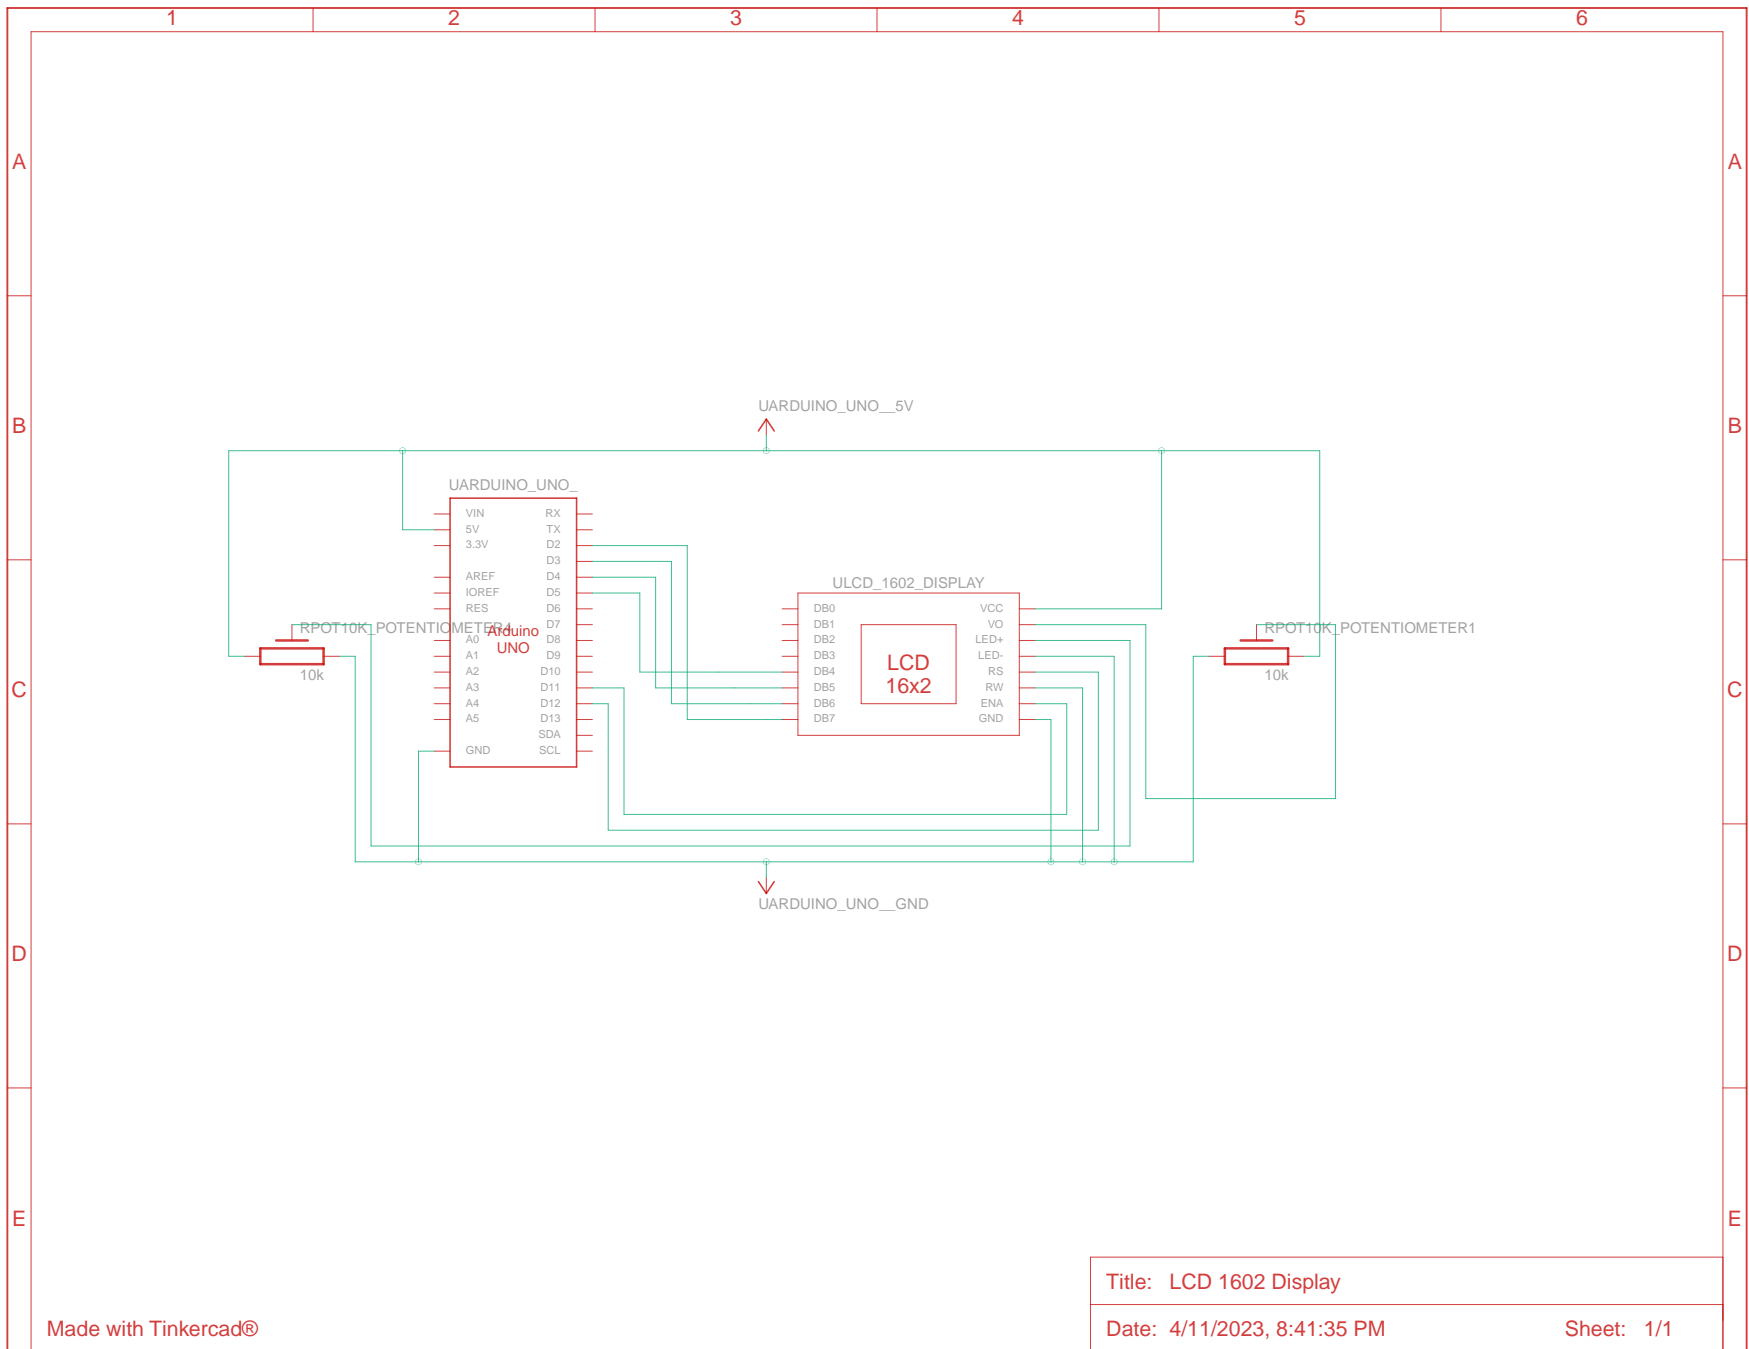 1 2 3 4 5 6
A A
B B
C C
D D
E E
UARDUINO_UNO__5V
UARDUINO_UNO_
VIN RX
5V TX
3.3V D2
D3
AREF D4
IOREF D5
RES D6
D7
A0 D8
A1 D9
A2 D10
A3 D11
A4 D12
A5 D13
SDA
GND SCL
Arduino
UNO
RPOT10K_POTENTIOMETER4
10k
ULCD_1602_DISPLAY
DB0 VCC
DB1 VO
DB2 LED+
DB3 LED-
DB4 RS
DB5 RW
DB6 ENA
DB7 GND
LCD
16x2
RPOT10K_POTENTIOMETER1
10k
UARDUINO_UNO__GND
Title: LCD 1602 Display
Made with Tinkercad®
Date: 4/11/2023, 8:41:35 PM Sheet: 1/1